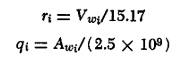 r_i = V_{wi}/15.17
q_i = A_{wi}/(2.5 × 10^9)